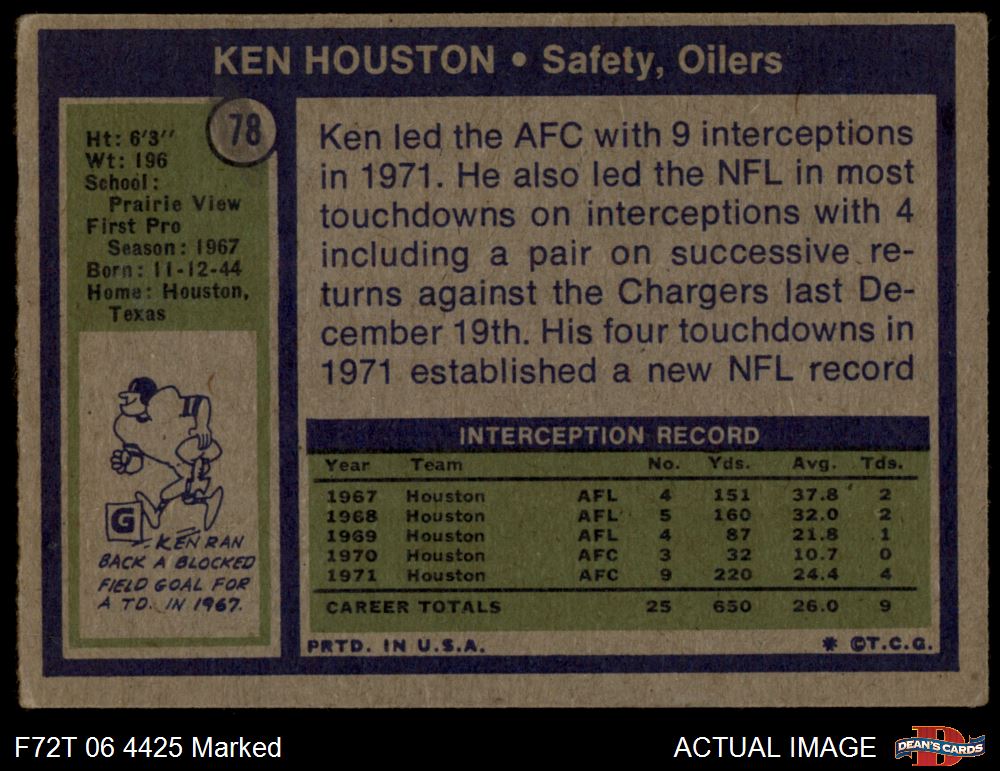 KEN HOUSTON • Safety, Oilers
78
Ht: 6'3"
Wt: 196
School:
Prairie View
First Pro
Season: 1967
Born: 11-12-44
Home: Houston,
Texas
G
KEN RAN
BACK A BLOCKED
FIELD GOAL FOR
A TD. IN 1967.
Ken led the AFC with 9 interceptions
in 1971. He also led the NFL in most
touchdowns on interceptions with 4
including a pair on successive re-
turns against the Chargers last De-
cember 19th. His four touchdowns in
1971 established a new NFL record
INTERCEPTION RECORD
Year Team No. Yds. Avg. Tds.
1967 Houston AFL 4 151 37.8 2
1968 Houston AFL 5 160 32.0 2
1969 Houston AFL 4 87 21.8 1
1970 Houston AFC 3 32 10.7 0
1971 Houston AFC 9 220 24.4 4
CAREER TOTALS 25 650 26.0 9
PRTD. IN U.S.A. * ©T.C.G.
F72T 06 4425 Marked
ACTUAL IMAGE
D
DEAN'S CARDS